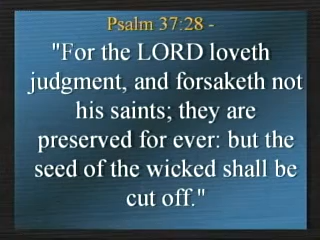 Psalm 37:28 -
"For the LORD loveth
judgment, and forsaketh not
his saints; they are
preserved for ever: but the
seed of the wicked shall be
cut off."